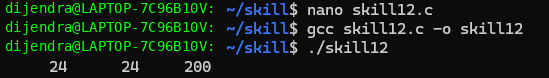 dijendra@LAPTOP-7C96B10V: ~/skill$ nano skill12.c
dijendra@LAPTOP-7C96B10V: ~/skill$ gcc skill12.c -o skill12
dijendra@LAPTOP-7C96B10V: ~/skill$ ./skill12
24 24 200